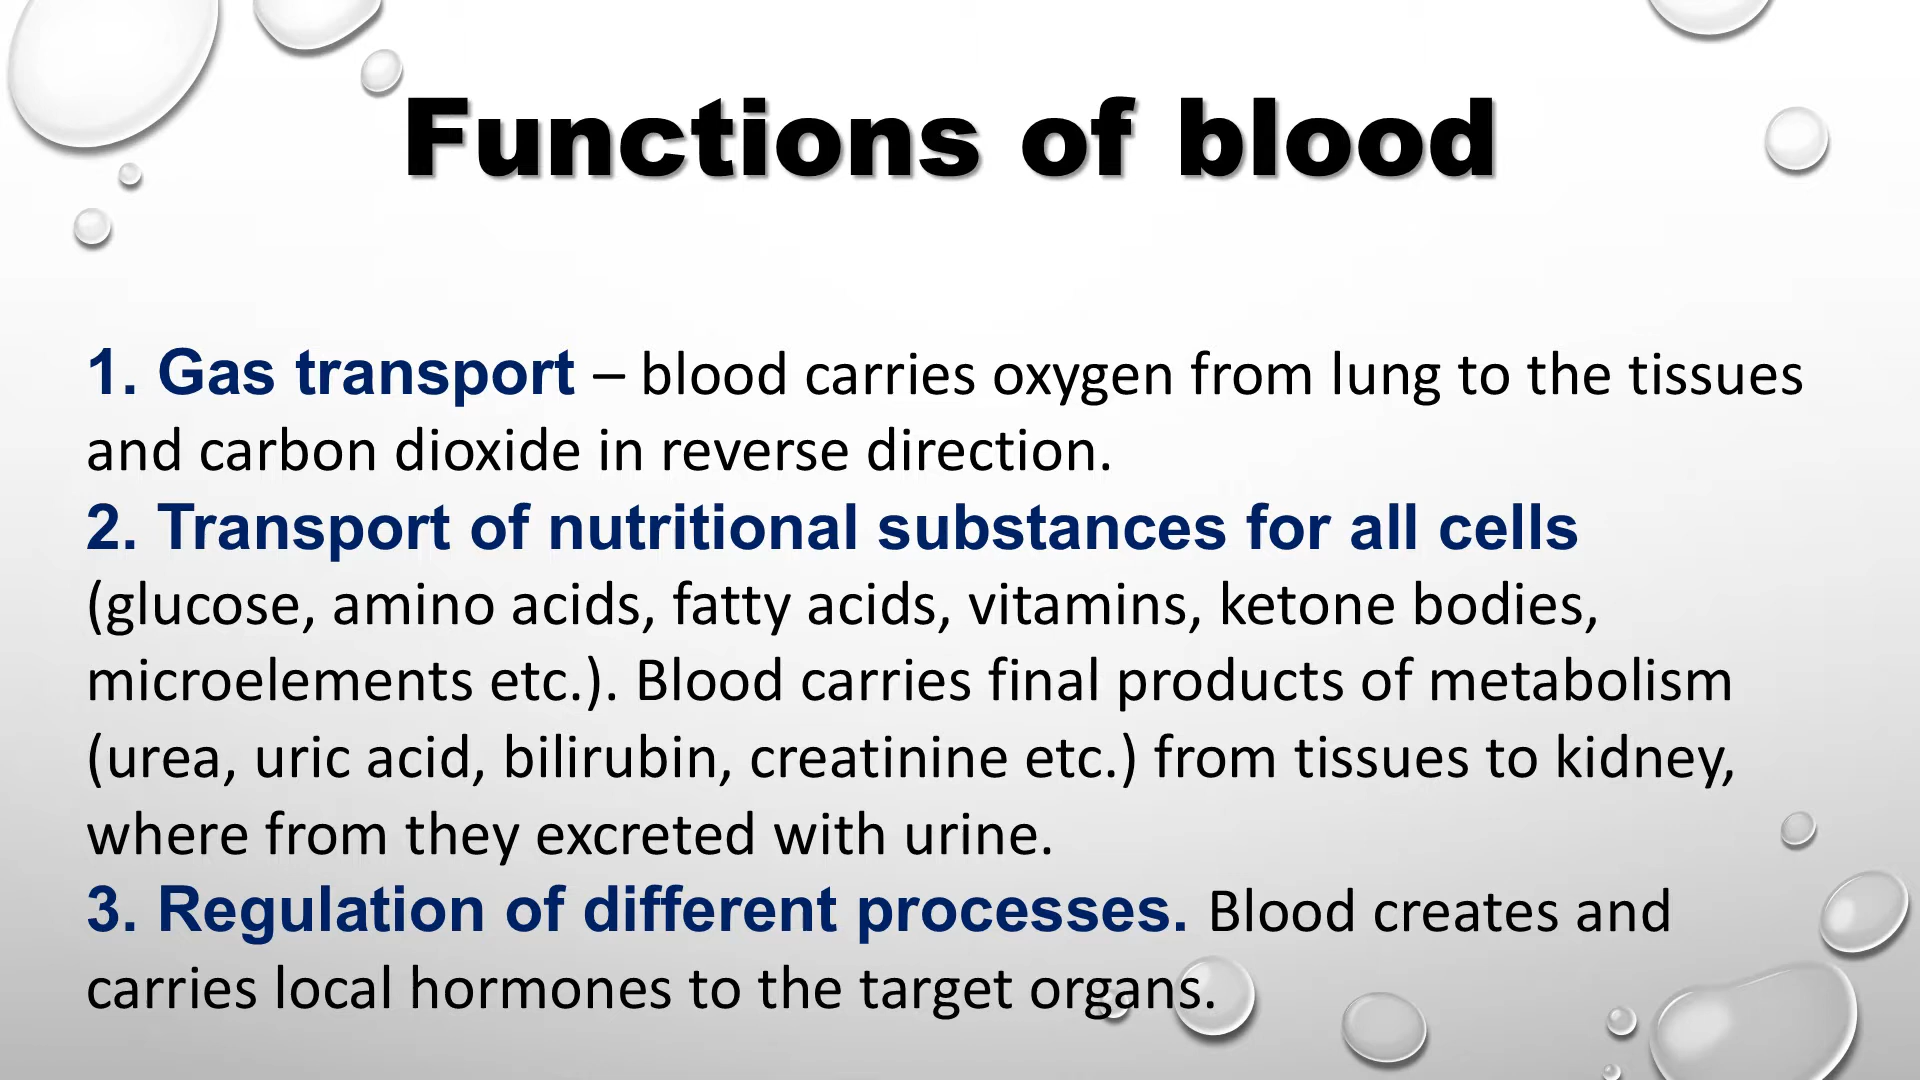 Functions of blood
1. Gas transport – blood carries oxygen from lung to the tissues
and carbon dioxide in reverse direction.
2. Transport of nutritional substances for all cells
(glucose, amino acids, fatty acids, vitamins, ketone bodies,
microelements etc.). Blood carries final products of metabolism
(urea, uric acid, bilirubin, creatinine etc.) from tissues to kidney,
where from they excreted with urine.
3. Regulation of different processes. Blood creates and
carries local hormones to the target organs.